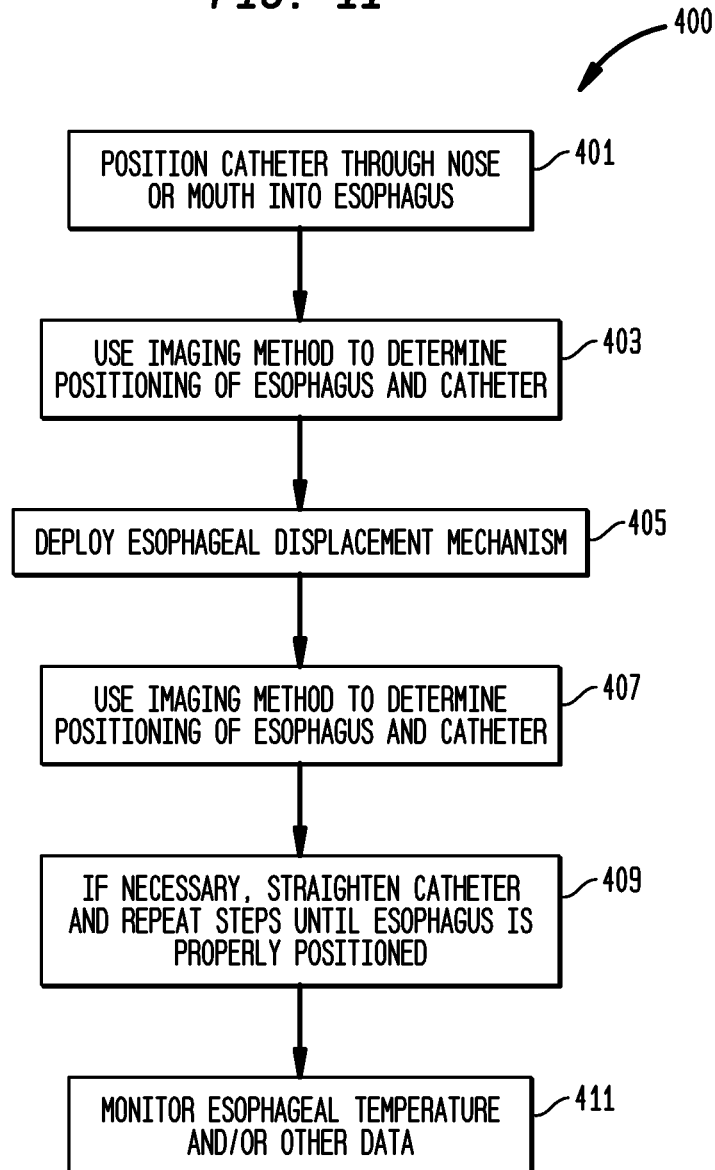 FIG. 11
400
POSITION CATHETER THROUGH NOSE
OR MOUTH INTO ESOPHAGUS
401
USE IMAGING METHOD TO DETERMINE
POSITIONING OF ESOPHAGUS AND CATHETER
403
DEPLOY ESOPHAGEAL DISPLACEMENT MECHANISM
405
USE IMAGING METHOD TO DETERMINE
POSITIONING OF ESOPHAGUS AND CATHETER
407
IF NECESSARY, STRAIGHTEN CATHETER
AND REPEAT STEPS UNTIL ESOPHAGUS IS
PROPERLY POSITIONED
409
MONITOR ESOPHAGEAL TEMPERATURE
AND/OR OTHER DATA
411